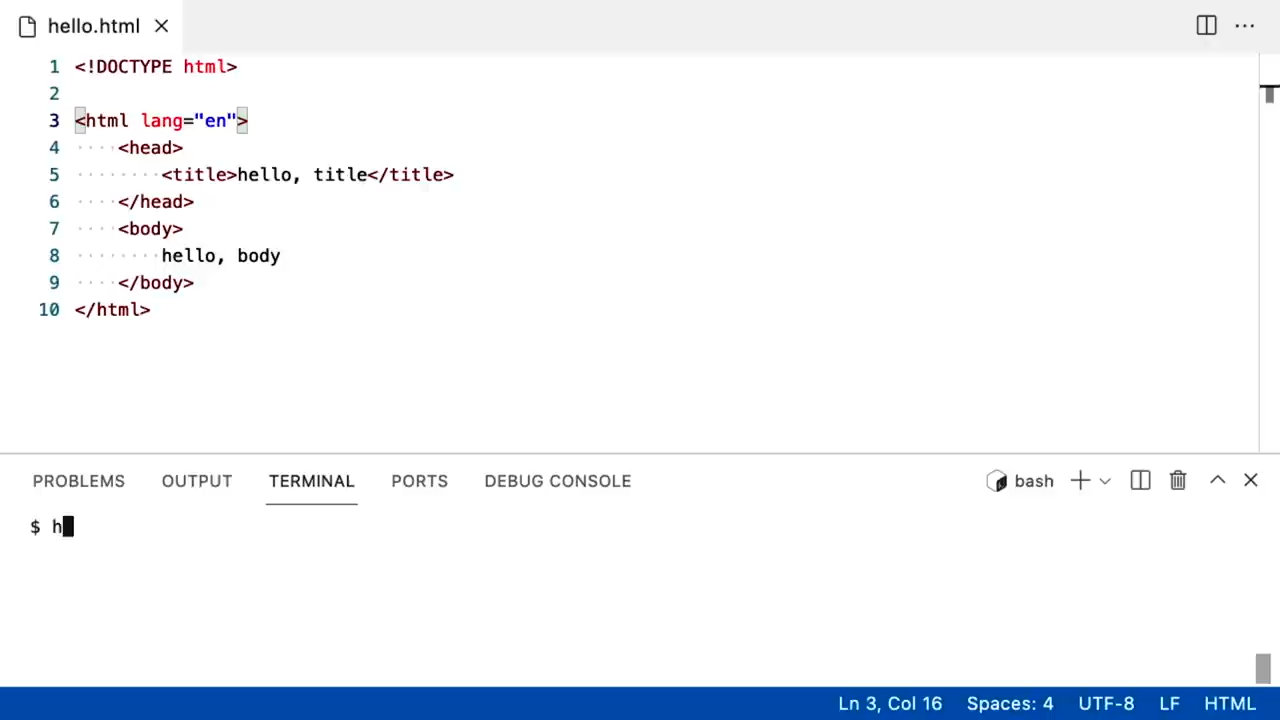 hello.html
1 <!DOCTYPE html>
2
3 <html lang="en">
4 ····<head>
5 ········<title>hello, title</title>
6 ····</head>
7 ····<body>
8 ········hello, body
9 ····</body>
10 </html>
PROBLEMS OUTPUT TERMINAL PORTS DEBUG CONSOLE bash
$ h
Ln 3, Col 16 Spaces: 4 UTF-8 LF HTML